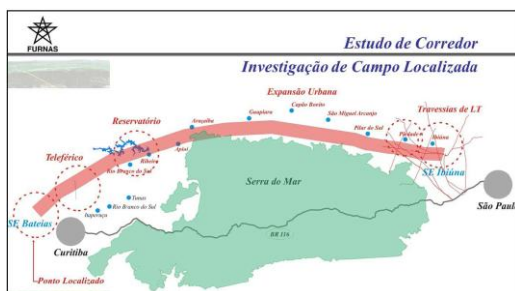 FURNAS
Estudo de Corredor
Investigação de Campo Localizada
Expansão Urbana
Travessias de LT
Reservatório
Teleférico
Capão Bonito
Guapiara
São Miguel Arcanjo
Araçaíba
Pilar do Sul
Piedade
Ibiúna
SE Ibiúna
Apiaí
Ribeira
Rio Branco do Sul
Serra do Mar
Tunas
Rio Branco do Sul
Itaperuçu
SE Bateias
São Paulo
Curitiba
BR 116
Ponto Localizado